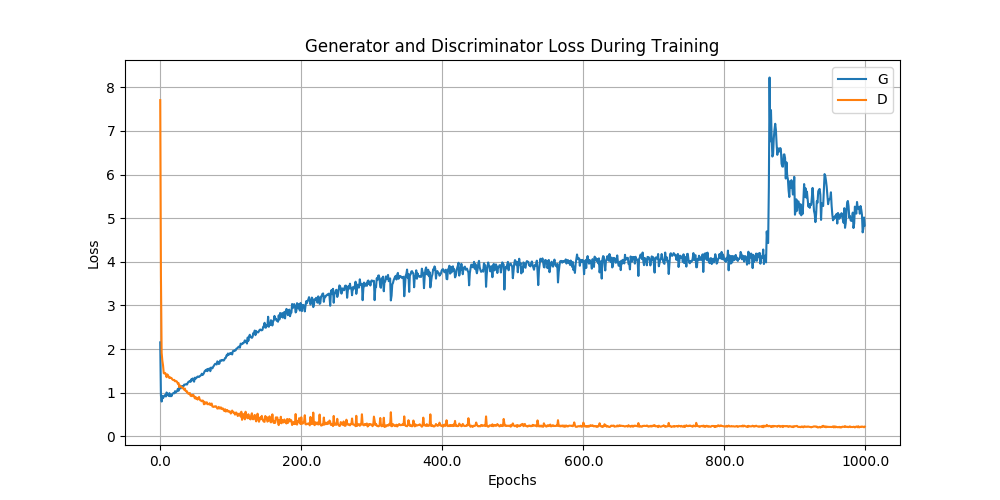 Generator and Discriminator Loss During Training
G
D
8
7
6
5
4
3
2
1
0
Loss
0.0 200.0 400.0 600.0 800.0 1000.0
Epochs